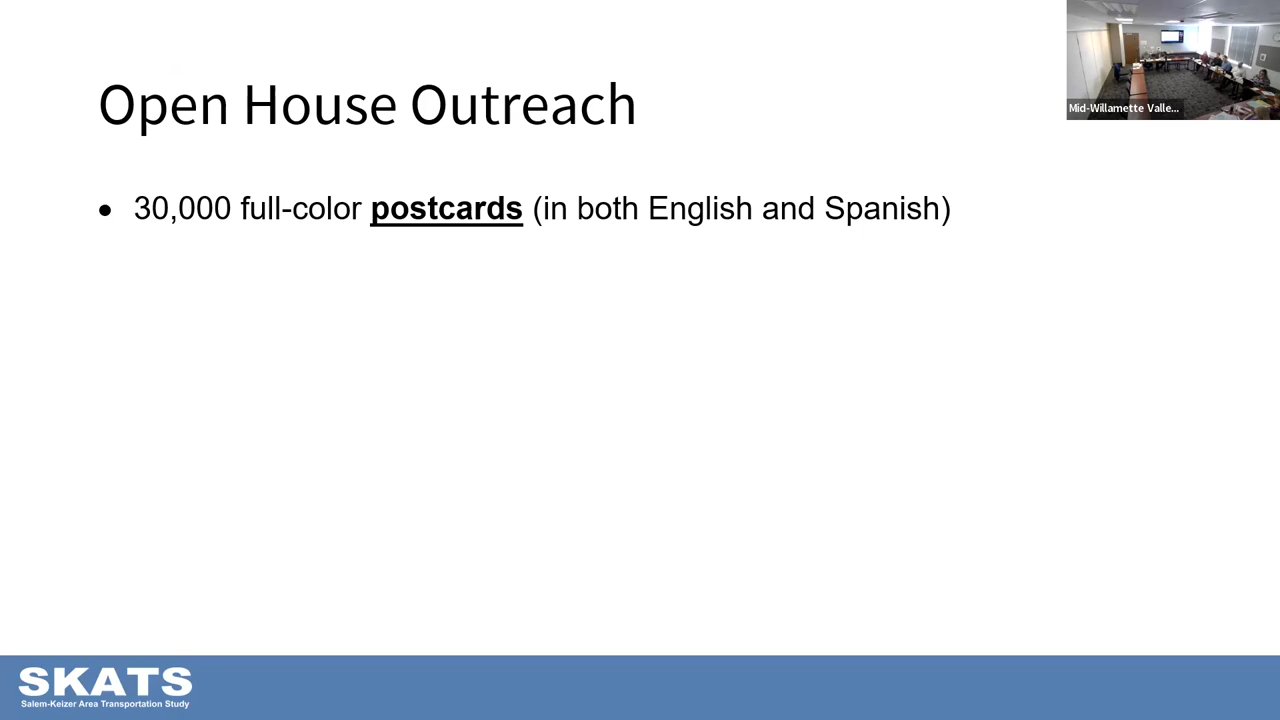 Mid-Willamette Valle...
Open House Outreach
• 30,000 full-color postcards (in both English and Spanish)
SKATS
Salem-Keizer Area Transportation Study